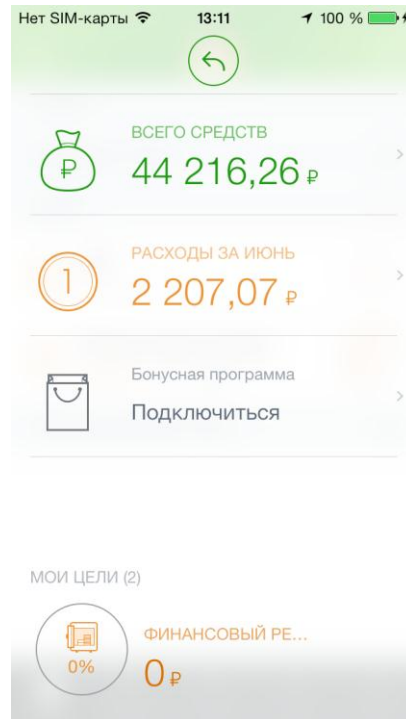 Нет SIM-карты 13:11 100 %
ВСЕГО СРЕДСТВ
44 216,26 ₽
₽
РАСХОДЫ ЗА ИЮНЬ
1
2 207,07 ₽
Бонусная программа
Подключиться
МОИ ЦЕЛИ (2)
ФИНАНСОВЫЙ РЕ...
0%
0 ₽